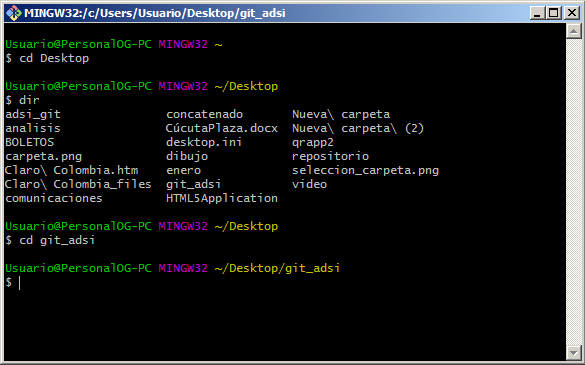 MINGW32:/c/Users/Usuario/Desktop/git_adsi
Usuario@PersonalOG-PC MINGW32 ~
$ cd Desktop
Usuario@PersonalOG-PC MINGW32 ~/Desktop
$ dir
adsi_git concatenado Nueva\ carpeta
analisis CúcutaPlaza.docx Nueva\ carpeta\ (2)
BOLETOS desktop.ini qrapp2
carpeta.png dibujo repositorio
Claro\ Colombia.htm enero seleccion_carpeta.png
Claro\ Colombia_files git_adsi video
comunicaciones HTML5Application
Usuario@PersonalOG-PC MINGW32 ~/Desktop
$ cd git_adsi
Usuario@PersonalOG-PC MINGW32 ~/Desktop/git_adsi
$